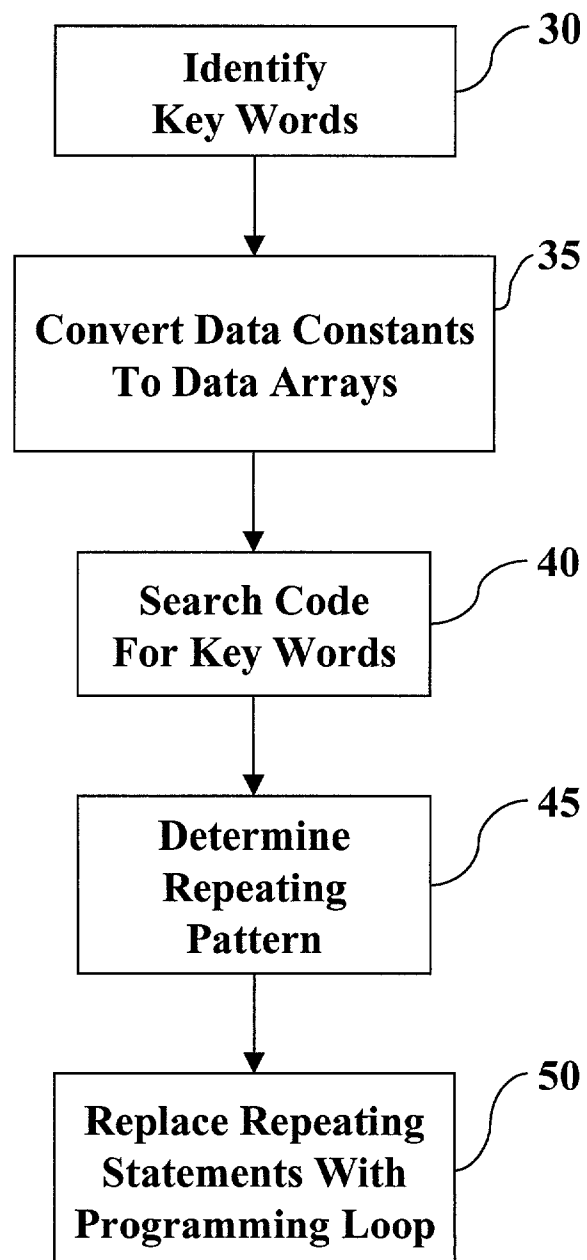 30
Identify
Key Words
35
Convert Data Constants
To Data Arrays
40
Search Code
For Key Words
45
Determine
Repeating
Pattern
50
Replace Repeating
Statements With
Programming Loop